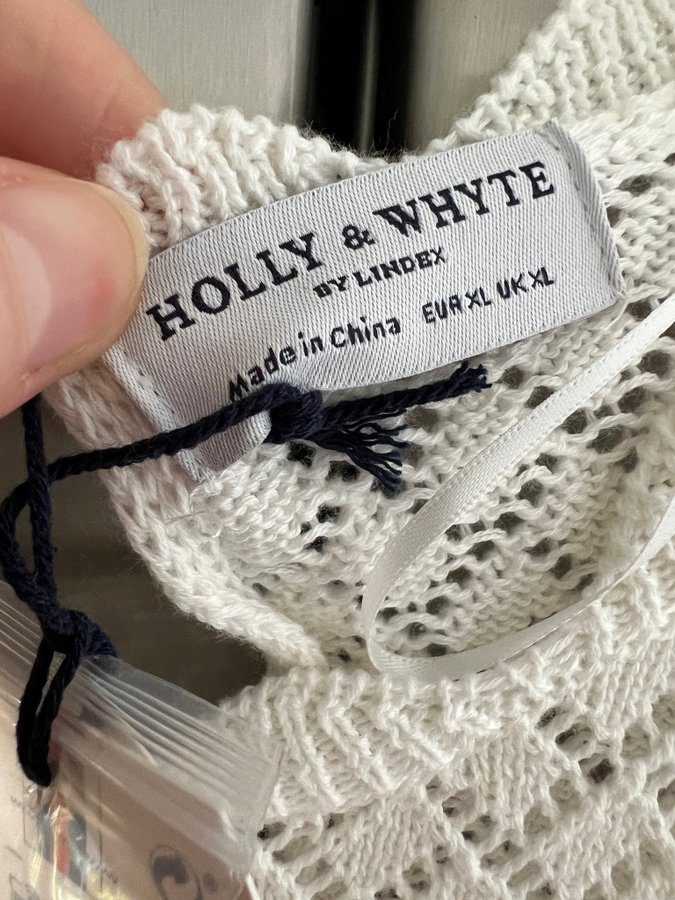 HOLLY & WHYTE
BY LINDEX
Made in China EUR XL UK XL